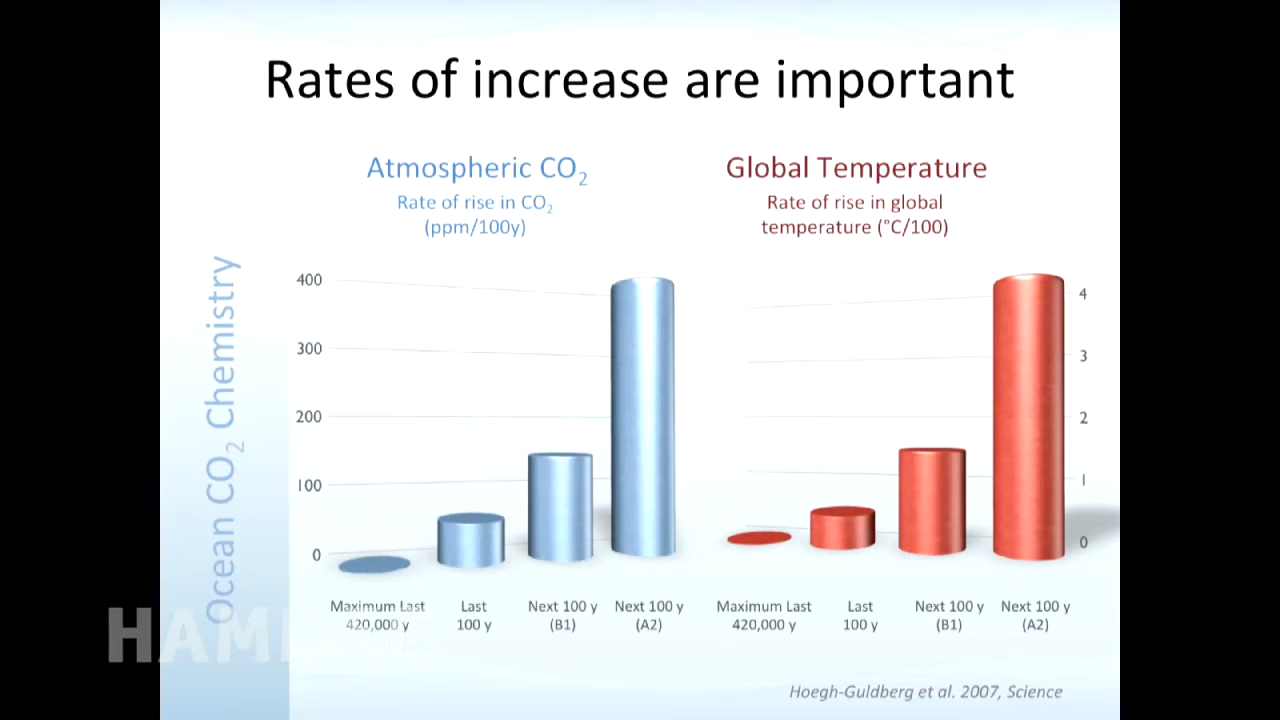 Rates of increase are important
Atmospheric CO₂
Rate of rise in CO₂
(ppm/100y)
400
300
200
100
0
Maximum Last
420,000 y
Last
100 y
Next 100 y
(B1)
Next 100 y
(A2)
Global Temperature
Rate of rise in global
temperature (°C/100)
4
3
2
1
0
Maximum Last
420,000 y
Last
100 y
Next 100 y
(B1)
Next 100 y
(A2)
Ocean CO₂ Chemistry
Hoegh-Guldberg et al. 2007, Science